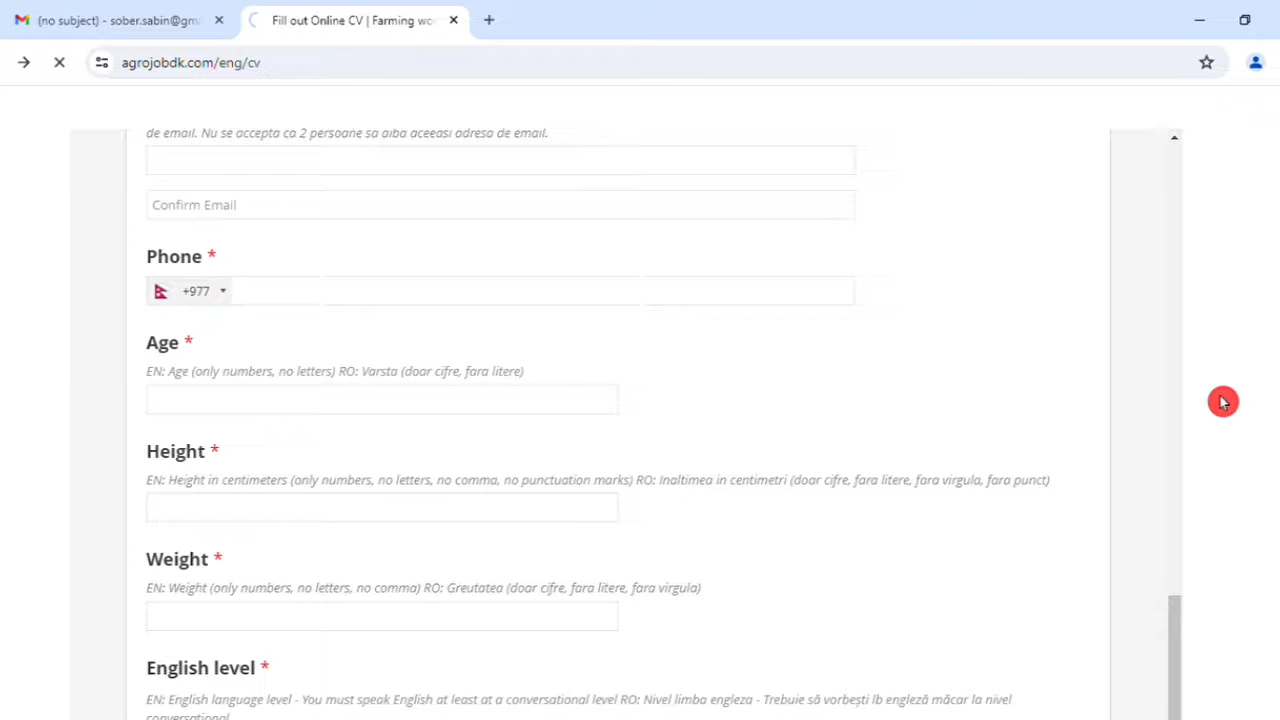 (no subject) - sober.sabin@gm
Fill out Online CV | Farming wo
agrojobdk.com/eng/cv
de email. Nu se accepta ca 2 persoane sa aiba aceeasi adresa de email.
Confirm Email
Phone *
+977
Age *
EN: Age (only numbers, no letters) RO: Varsta (doar cifre, fara litere)
Height *
EN: Height in centimeters (only numbers, no letters, no comma, no punctuation marks) RO: Inaltimea in centimetri (doar cifre, fara litere, fara virgula, fara punct)
Weight *
EN: Weight (only numbers, no letters, no comma) RO: Greutatea (doar cifre, fara litere, fara virgula)
English level *
EN: English language level - You must speak English at least at a conversational level RO: Nivel limba engleza - Trebuie să vorbești lb engleză măcar la nivel
conversational